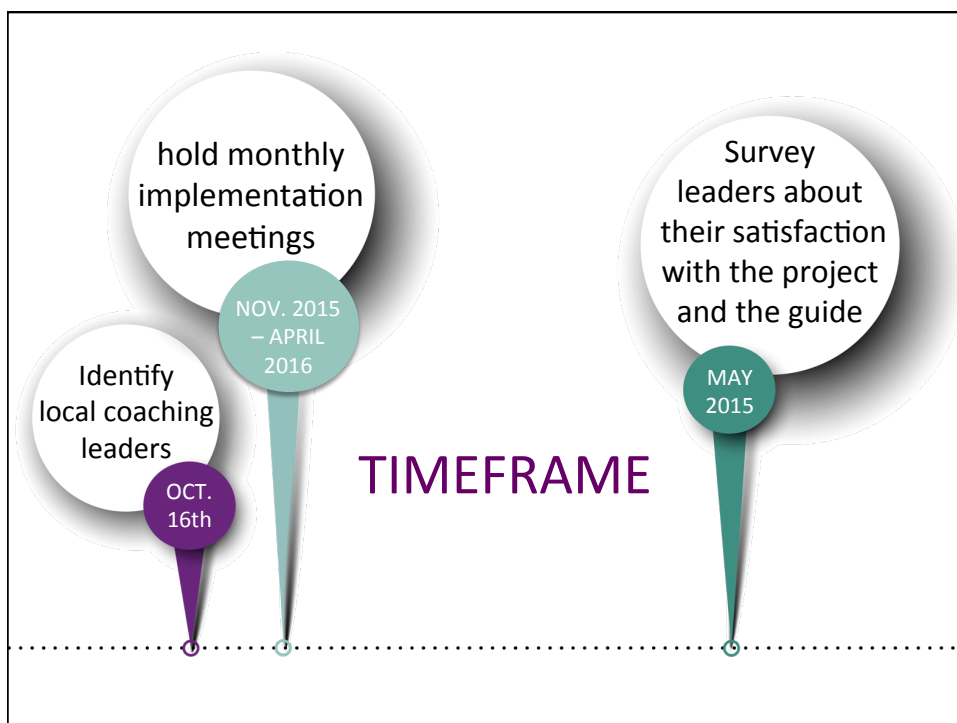 Identify
local coaching
leaders
OCT.
16th
hold monthly
implementation
meetings
NOV. 2015
– APRIL
2016
TIMEFRAME
Survey
leaders about
their satisfaction
with the project
and the guide
MAY
2015